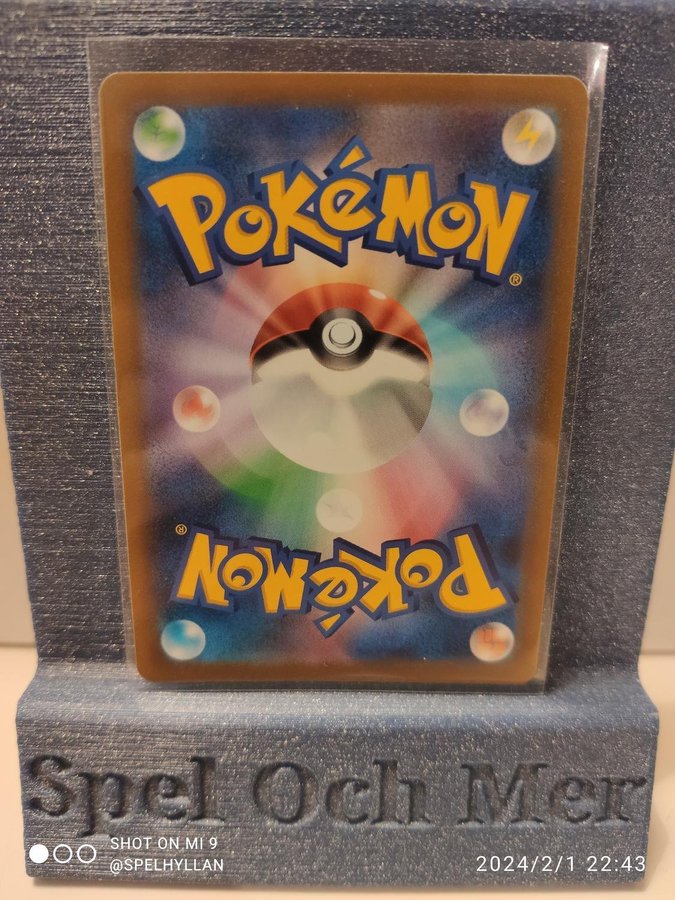 POKéMON
®
®
POKéMON
Spel Och Mer
SHOT ON MI 9
@SPELHYLLAN
2024/2/1 22:43